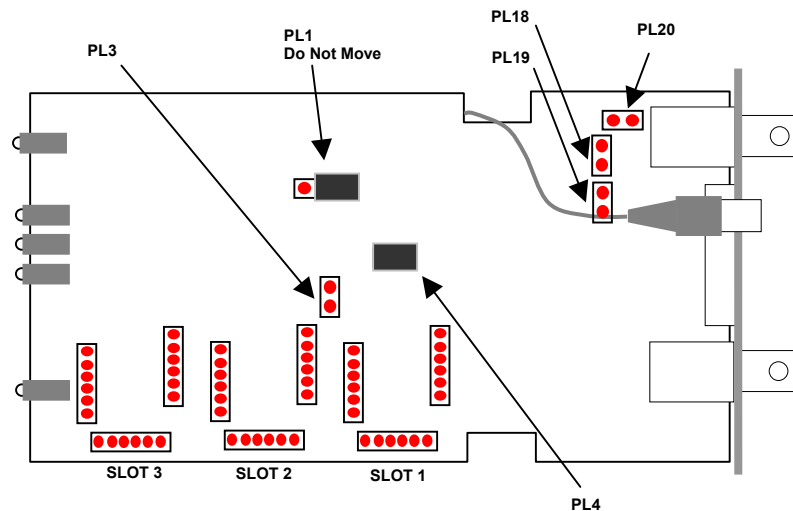 PL18
PL20
PL1
Do Not Move
PL3
PL19
SLOT 3
SLOT 2
SLOT 1
PL4